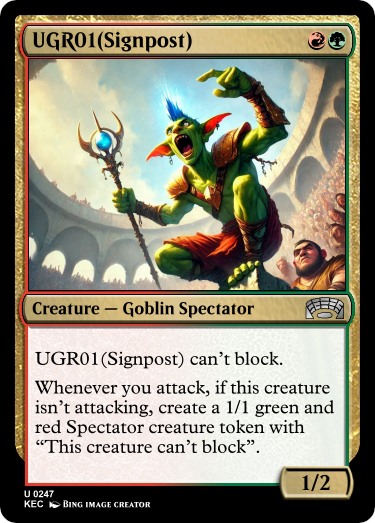 UGR01(Signpost)
Creature — Goblin Spectator
UGR01(Signpost) can’t block.
Whenever you attack, if this creature
isn’t attacking, create a 1/1 green and
red Spectator creature token with
“This creature can’t block”.
1/2
U 0247
KEC BING IMAGE CREATOR